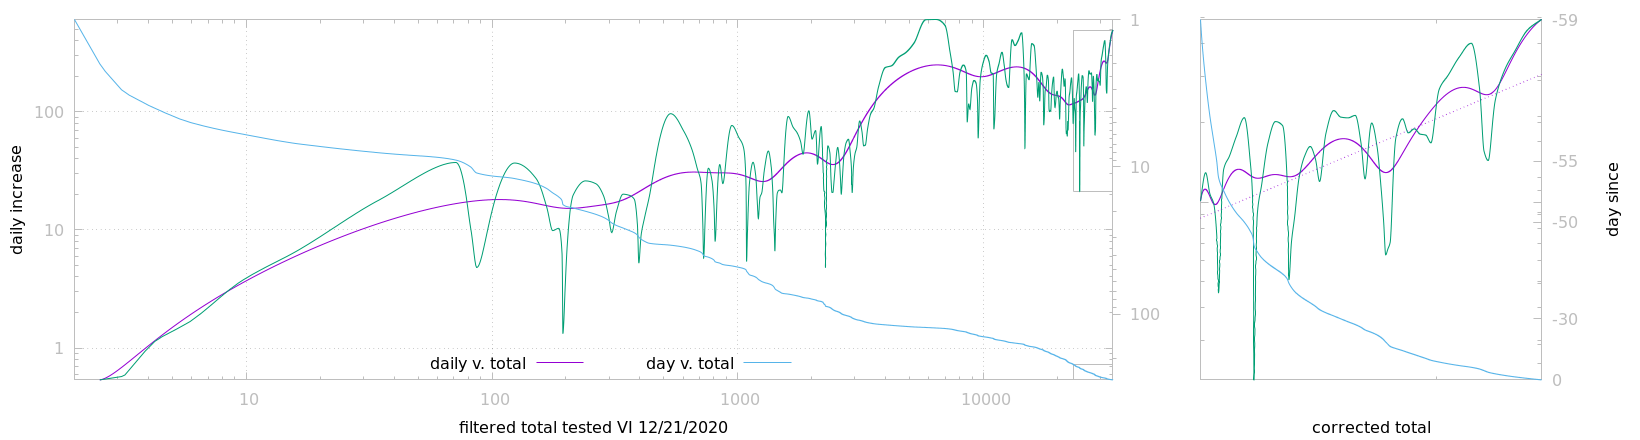 daily increase
100
10
1
daily v. total
day v. total
10
100
1000
10000
filtered total tested VI 12/21/2020
1
10
100
-59
-55
-50
-30
0
day since
corrected total